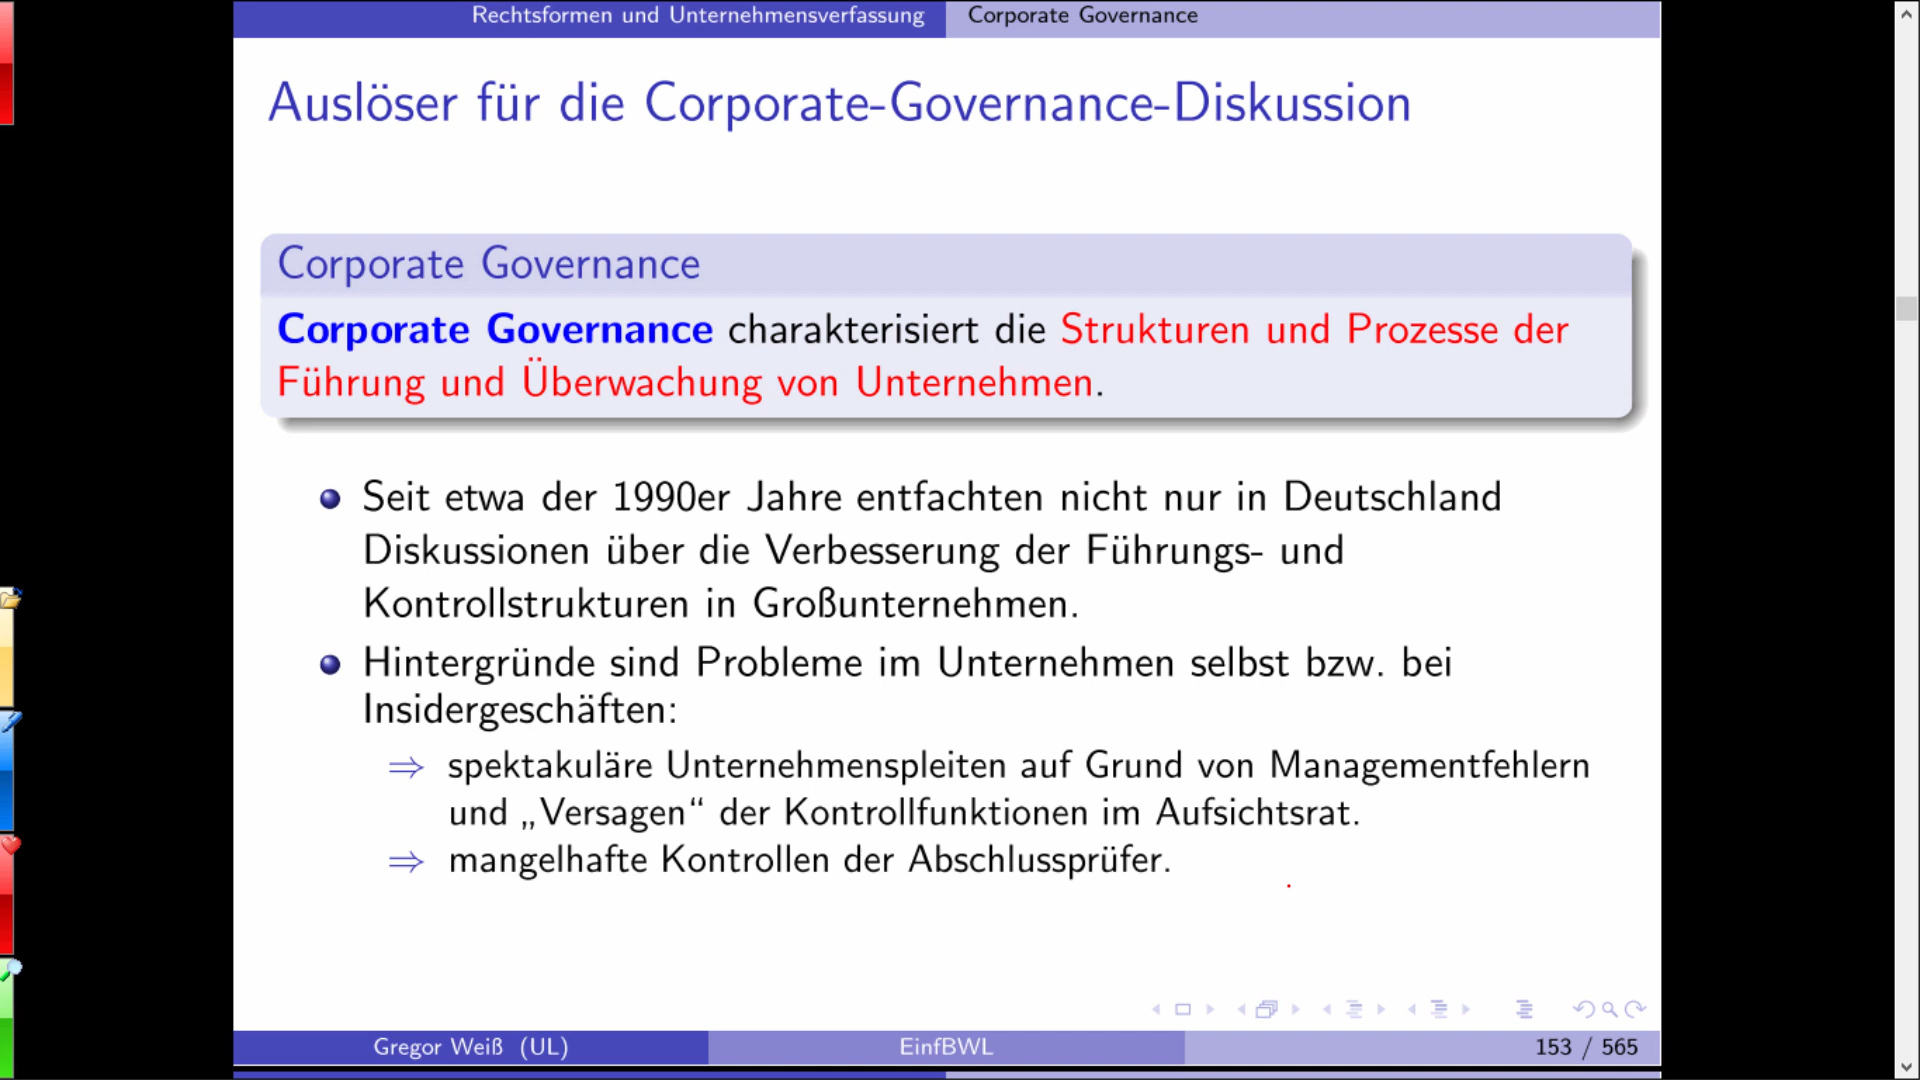 Rechtsformen und Unternehmensverfassung Corporate Governance
Auslöser für die Corporate-Governance-Diskussion
Corporate Governance
Corporate Governance charakterisiert die Strukturen und Prozesse der
Führung und Überwachung von Unternehmen.
Seit etwa der 1990er Jahre entfachten nicht nur in Deutschland
Diskussionen über die Verbesserung der Führungs- und
Kontrollstrukturen in Großunternehmen.
Hintergründe sind Probleme im Unternehmen selbst bzw. bei
Insidergeschäften:
⇒ spektakuläre Unternehmenspleiten auf Grund von Managementfehlern
und „Versagen“ der Kontrollfunktionen im Aufsichtsrat.
⇒ mangelhafte Kontrollen der Abschlussprüfer.
Gregor Weiß (UL) EinfBWL 153 / 565